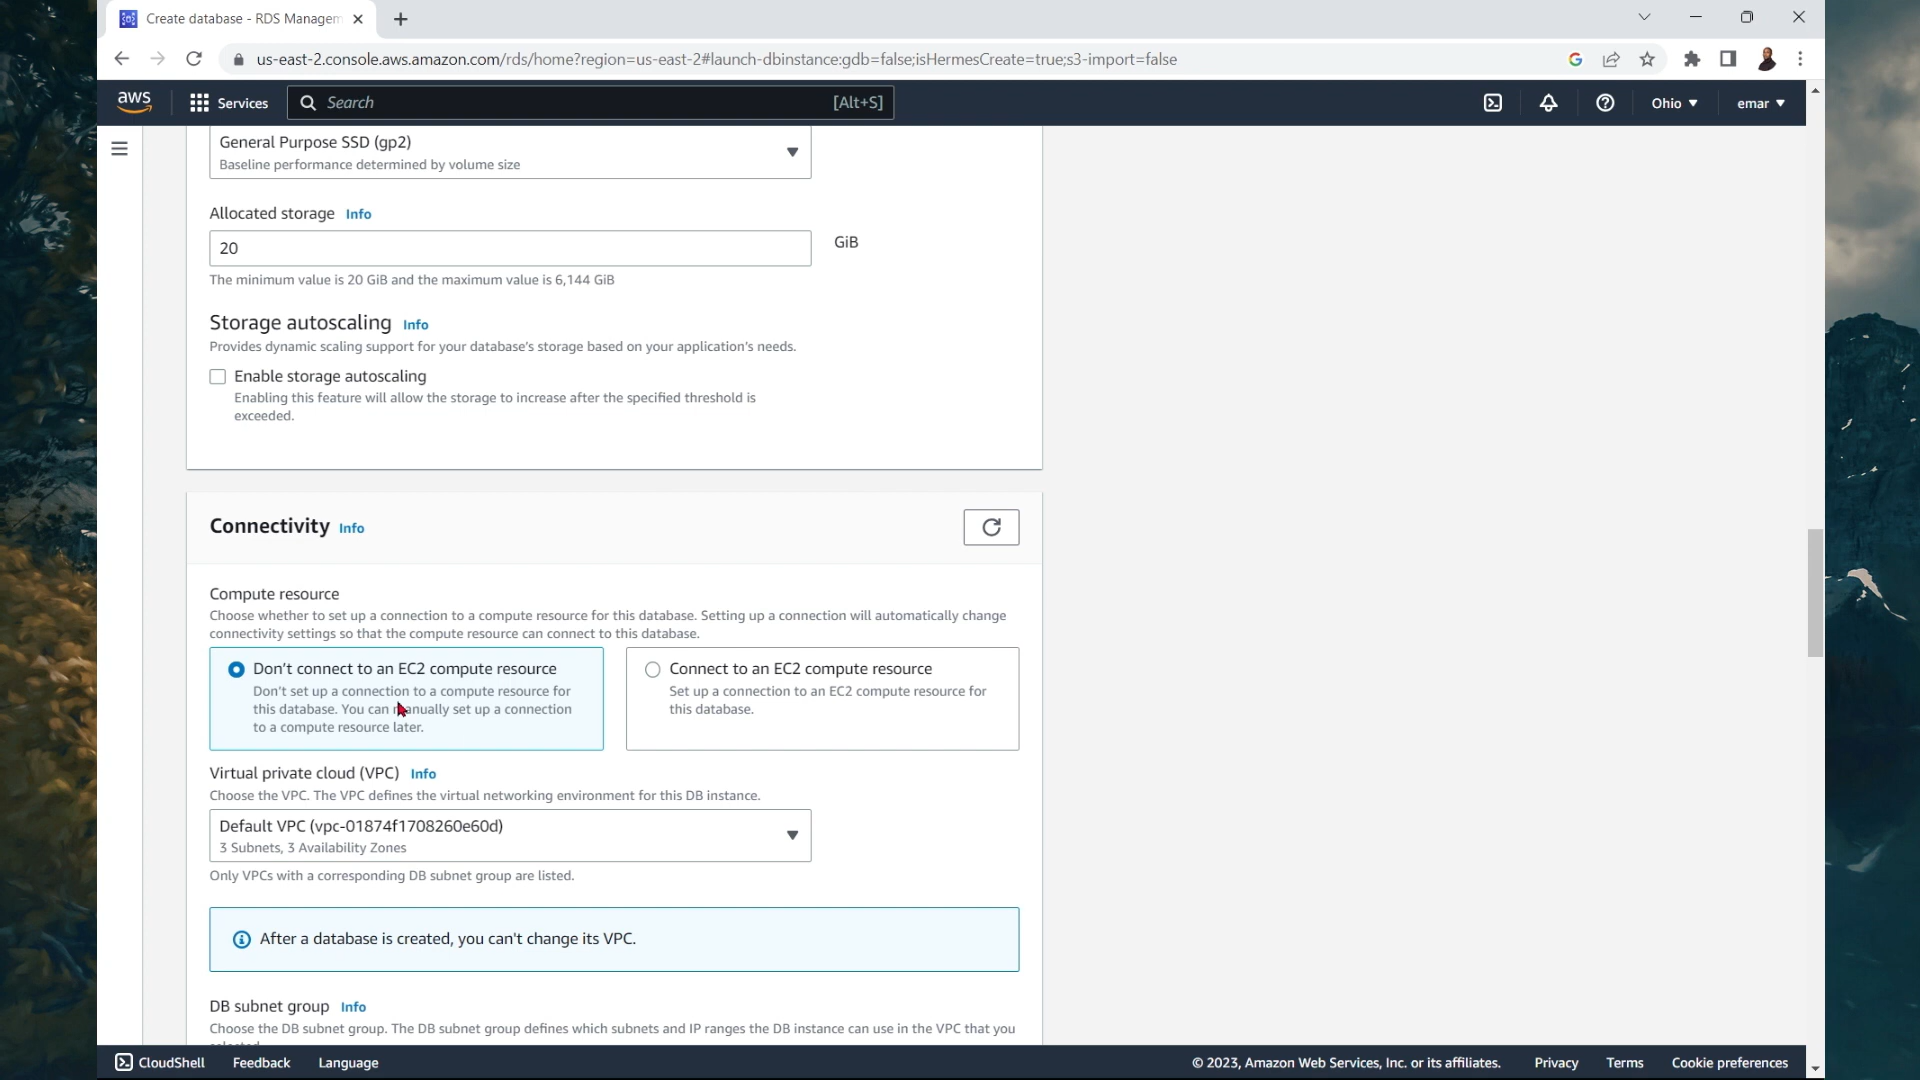 Create database - RDS Managem
us-east-2.console.aws.amazon.com/rds/home?region=us-east-2#launch-dbinstance:gdb=false;isHermesCreate=true;s3-import=false
aws
Services
Search
[Alt+S]
Ohio
emar
General Purpose SSD (gp2)
Baseline performance determined by volume size
Allocated storage Info
20
GiB
The minimum value is 20 GiB and the maximum value is 6,144 GiB
Storage autoscaling Info
Provides dynamic scaling support for your database's storage based on your application's needs.
Enable storage autoscaling
Enabling this feature will allow the storage to increase after the specified threshold is
exceeded.
Connectivity Info
Compute resource
Choose whether to set up a connection to a compute resource for this database. Setting up a connection will automatically change
connectivity settings so that the compute resource can connect to this database.
Don't connect to an EC2 compute resource
Don't set up a connection to a compute resource for
this database. You can manually set up a connection
to a compute resource later.
Connect to an EC2 compute resource
Set up a connection to an EC2 compute resource for
this database.
Virtual private cloud (VPC) Info
Choose the VPC. The VPC defines the virtual networking environment for this DB instance.
Default VPC (vpc-01874f1708260e60d)
3 Subnets, 3 Availability Zones
Only VPCs with a corresponding DB subnet group are listed.
After a database is created, you can't change its VPC.
DB subnet group Info
Choose the DB subnet group. The DB subnet group defines which subnets and IP ranges the DB instance can use in the VPC that you
CloudShell
Feedback
Language
© 2023, Amazon Web Services, Inc. or its affiliates.
Privacy
Terms
Cookie preferences